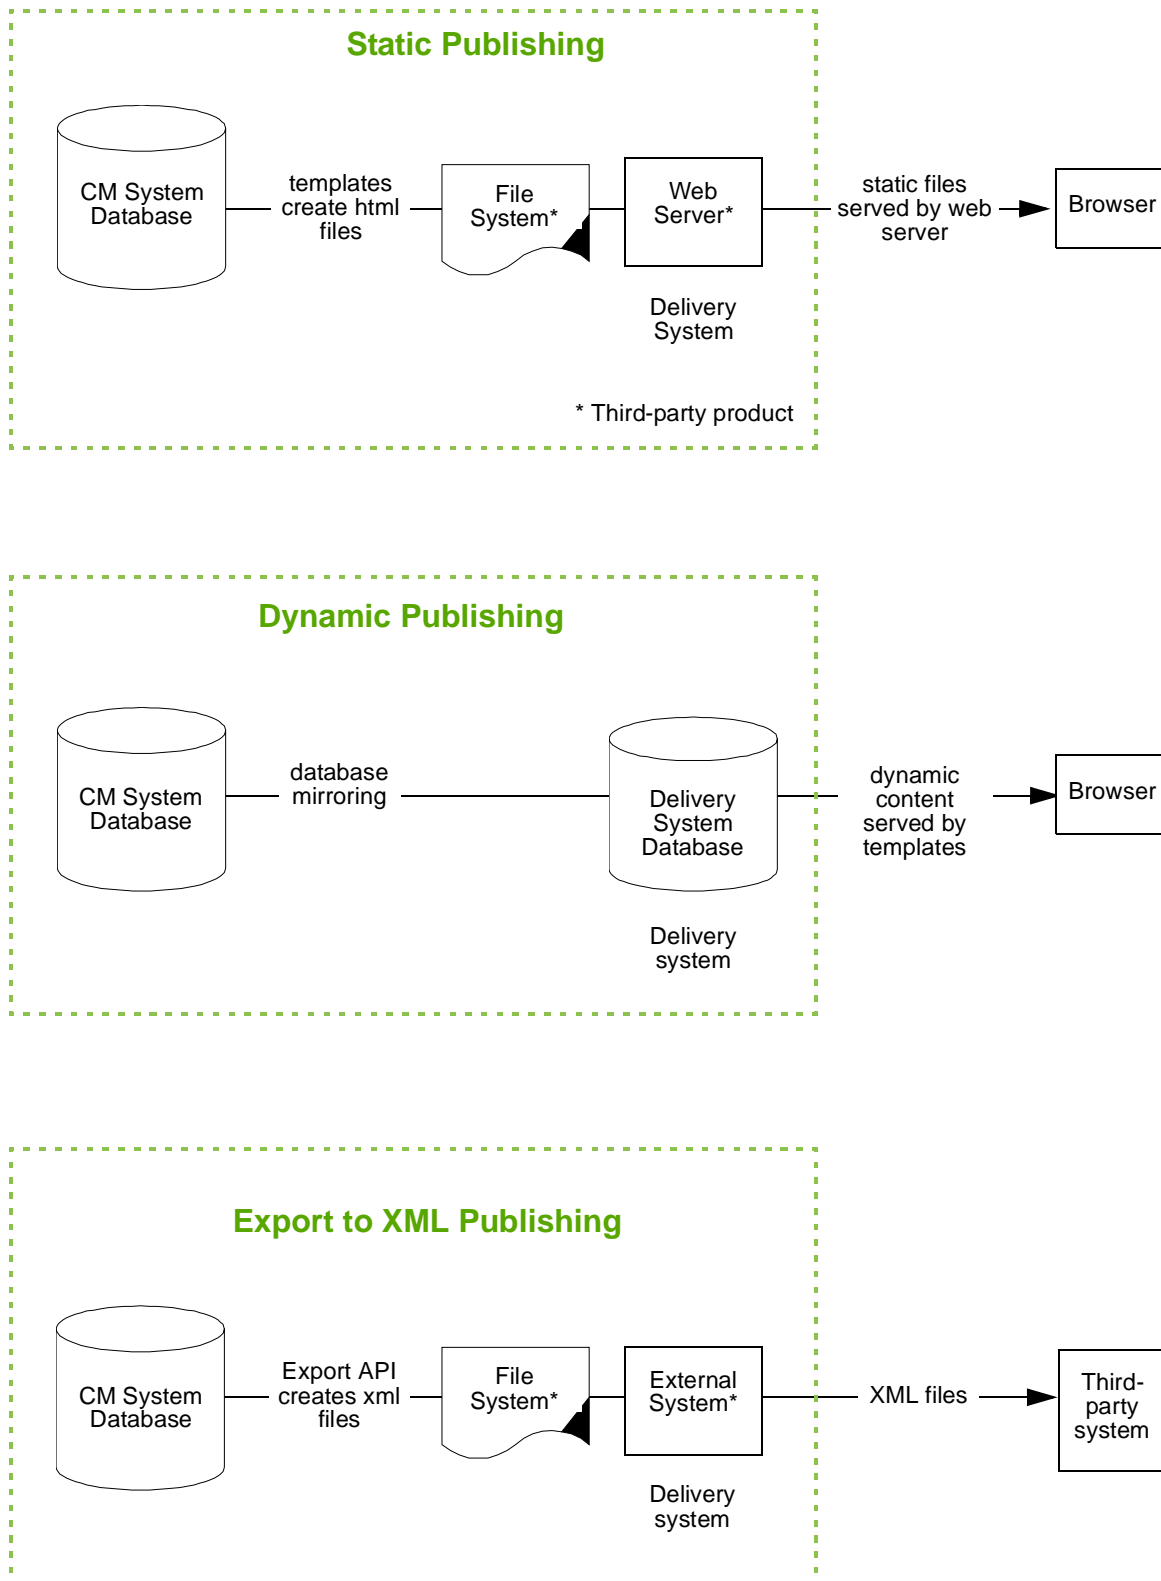 Static Publishing
CM System
Database
templates
create html
files
File
System*
Web
Server*
static files
served by web
server
Browser
Delivery
System
* Third-party product
Dynamic Publishing
CM System
Database
database
mirroring
Delivery
System
Database
dynamic
content
served by
templates
Browser
Delivery
system
Export to XML Publishing
CM System
Database
Export API
creates xml
files
File
System*
External
System*
XML files
Third-
party
system
Delivery
system